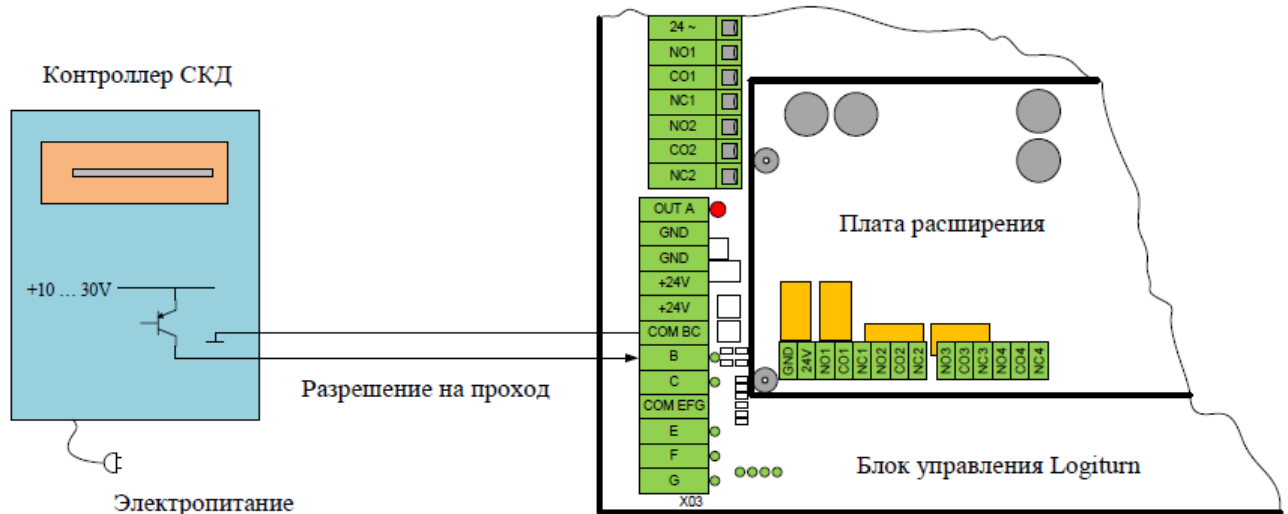 Контроллер СКД
+10 ... 30V
Разрешение на проход
Электропитание
24 ~
NO1
CO1
NC1
NO2
CO2
NC2
OUT A
GND
GND
+24V
+24V
COM BC
B
C
COM EFG
E
F
G
X03
Плата расширения
GND
24V
NO1
CO1
NC1
NO2
CO2
NC2
NO3
CO3
NC3
NO4
CO4
NC4
Блок управления Logiturn